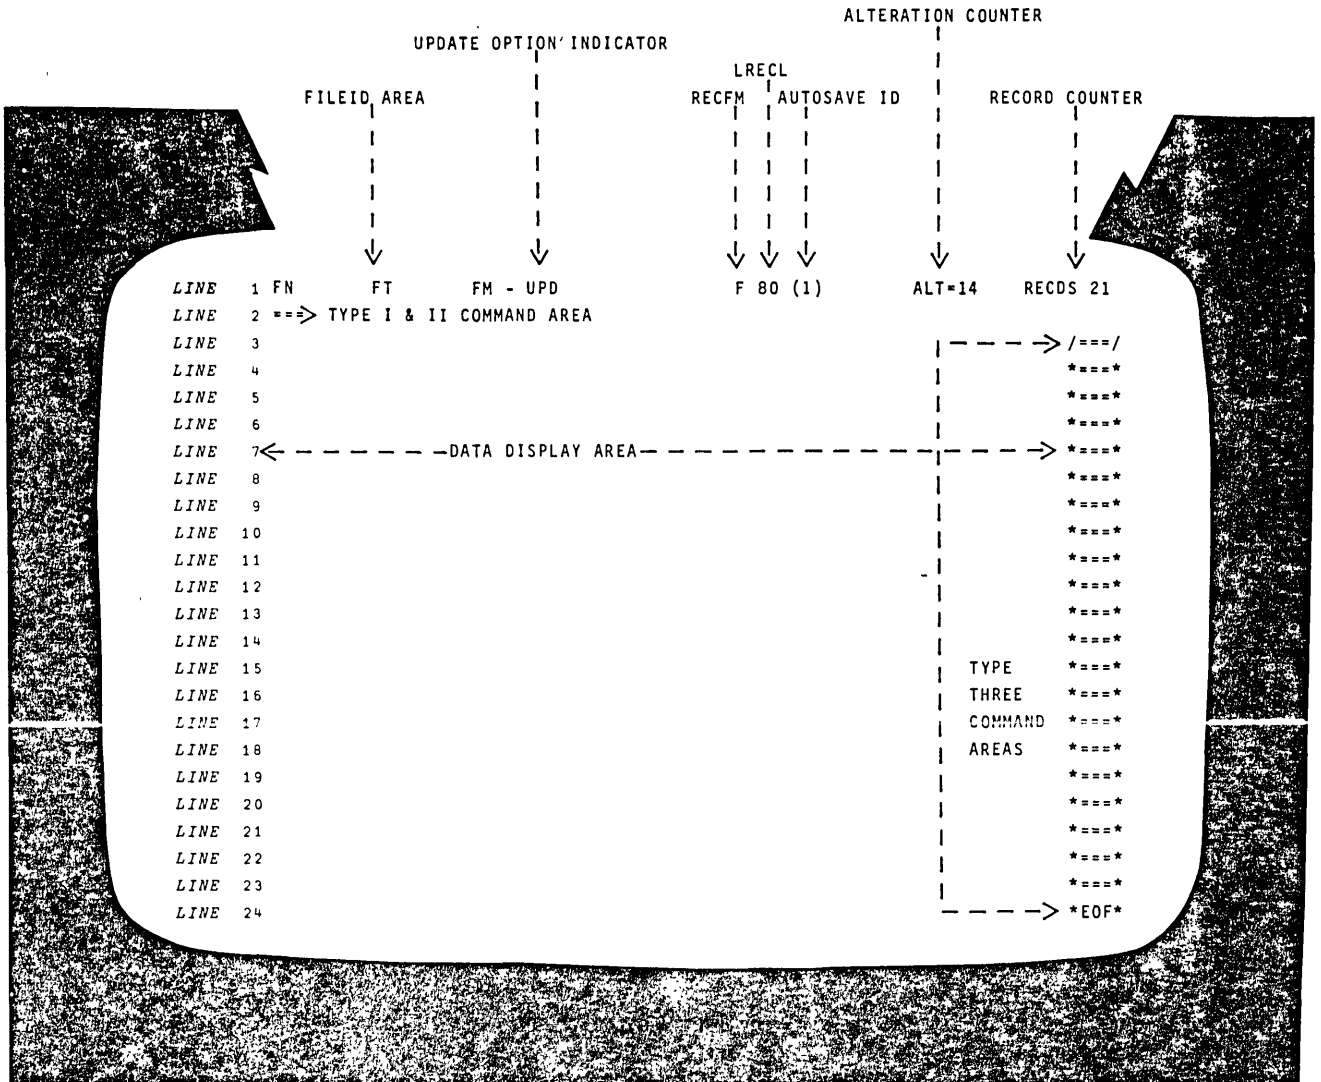 ALTERATION COUNTER
UPDATE OPTION INDICATOR
LRECL
FILEID AREA RECFM AUTOSAVE ID RECORD COUNTER
LINE 1 FN FT FM - UPD F 80 (1) ALT=14 RECDS 21
LINE 2 ===> TYPE I & II COMMAND AREA
LINE 3 /===/
LINE 4 *===*
LINE 5 *===*
LINE 6 *===*
LINE 7 DATA DISPLAY AREA *===*
LINE 8 *===*
LINE 9 *===*
LINE 10 *===*
LINE 11 *===*
LINE 12 *===*
LINE 13 *===*
LINE 14 *===*
LINE 15 TYPE *===*
LINE 16 THREE *===*
LINE 17 COMMAND *===*
LINE 18 AREAS *===*
LINE 19 *===*
LINE 20 *===*
LINE 21 *===*
LINE 22 *===*
LINE 23 *===*
LINE 24 *EOF*